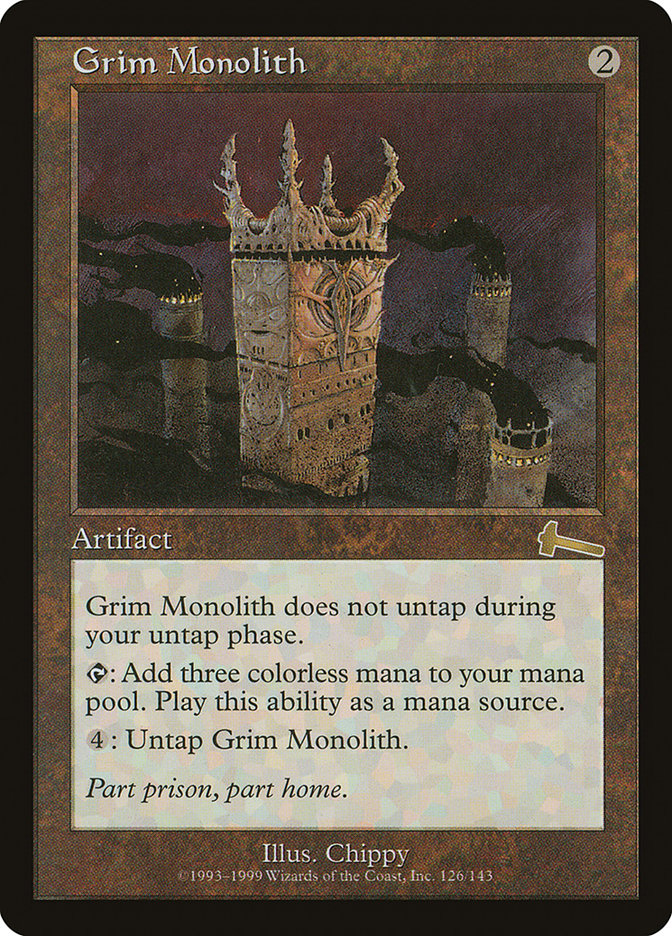 Grim Monolith 2
Artifact
Grim Monolith does not untap during
your untap phase.
: Add three colorless mana to your mana
pool. Play this ability as a mana source.
4: Untap Grim Monolith.
Part prison, part home.
Illus. Chippy
©1993–1999 Wizards of the Coast, Inc. 126/143